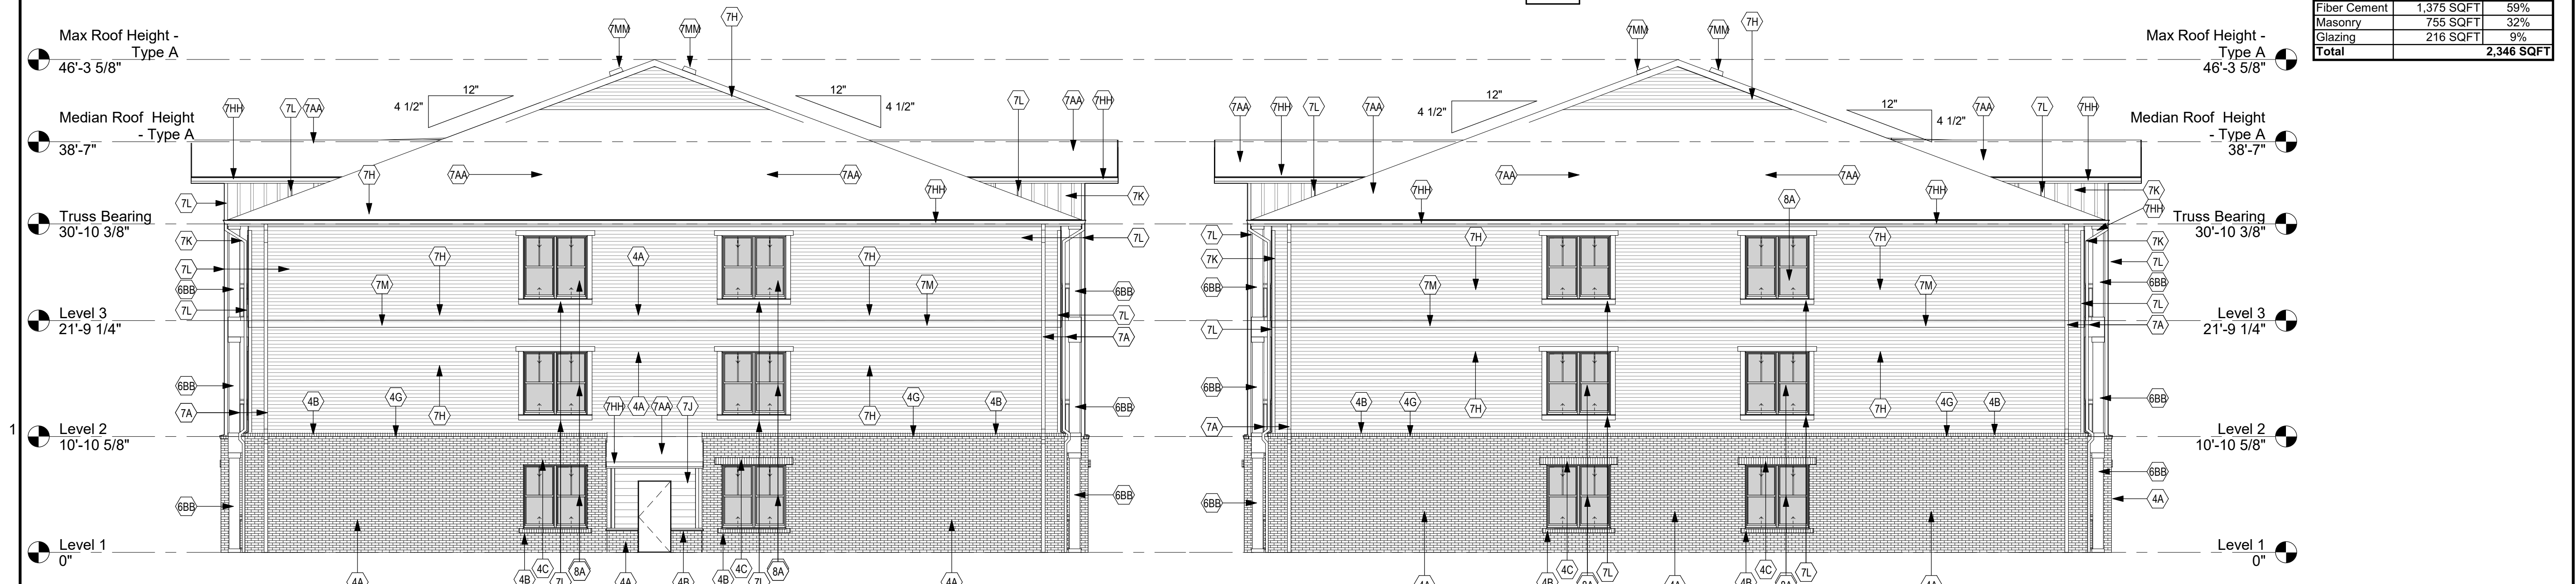 Fiber Cement 1,375 SQFT 59%
Masonry 755 SQFT 32%
Glazing 216 SQFT 9%
Total 2,346 SQFT
Max Roof Height -
Type A
46'-3 5/8"
Median Roof Height
- Type A
38'-7"
Truss Bearing
30'-10 3/8"
Level 3
21'-9 1/4"
Level 2
10'-10 5/8"
Level 1
0"
1
7MM 7MM 7H
12" 12"
4 1/2" 4 1/2"
7HH 7L 7AA 7L 7AA 7HH
7H 7AA 7AA
7L 7HH 7K
7K 7L
7L 7H 4A 7H
6BB 7M 7M 6BB
7L 7L
7A
6BB 4B 4G 4G 4B 6BB
7A 7H 7HH 4A 7AA 7J 7H
6BB 6BB
4A 4B 4C 7L 8A 4A 4B 4B 4C 7L 8A 4A
7MM 7MM 7H
12" 12"
4 1/2" 4 1/2"
7AA 7HH 7L 7AA 7AA 7L 7HH
7AA 7AA
7HH 8A 7HH 7K
7HH
7L 7H 7H 7K
7K 7L
6BB 7M 7M 6BB
7L 7L
7A
6BB 4B 4G 4G 4B 6BB
7A 7H 7H
6BB 6BB
4A
4A 4B 4C 8A 7L 4A 4B 4C 8A 7L 4A
Max Roof Height -
Type A
46'-3 5/8"
Median Roof Height
- Type A
38'-7"
Truss Bearing
30'-10 3/8"
Level 3
21'-9 1/4"
Level 2
10'-10 5/8"
Level 1
0"